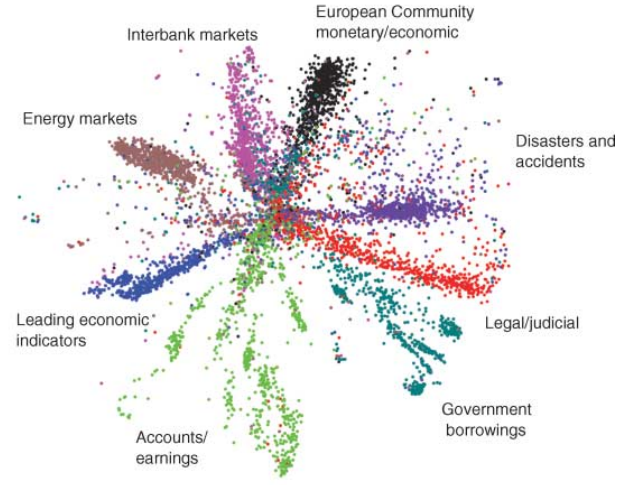 European Community
monetary/economic
Interbank markets
Energy markets
Disasters and
accidents
Leading economic
indicators
Legal/judicial
Government
borrowings
Accounts/
earnings